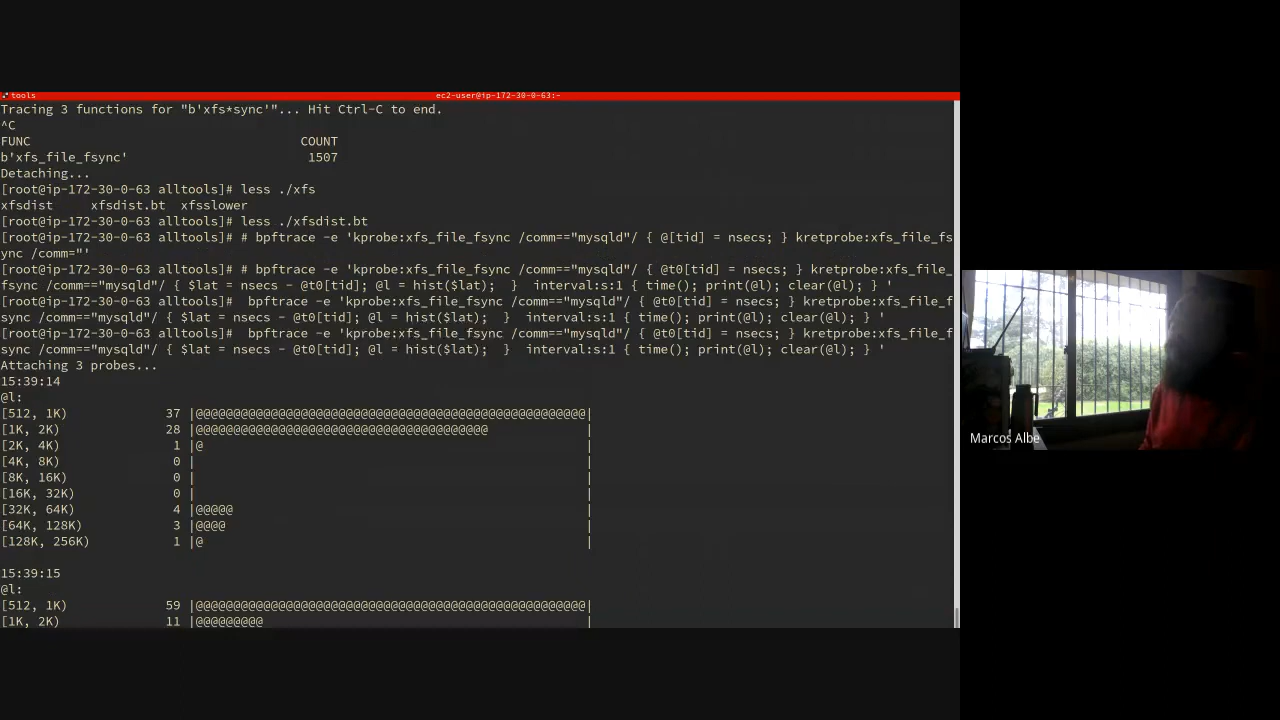 tools
ec2-user@ip-172-30-0-63:~
Tracing 3 functions for "b'xfs*sync'"... Hit Ctrl-C to end.
^C
FUNC COUNT
b'xfs_file_fsync' 1507
Detaching...
[root@ip-172-30-0-63 alltools]# less ./xfs
xfsdist xfsdist.bt xfsslower
[root@ip-172-30-0-63 alltools]# less ./xfsdist.bt
[root@ip-172-30-0-63 alltools]# # bpftrace -e 'kprobe:xfs_file_fsync /comm=="mysqld"/ { @[tid] = nsecs; } kretprobe:xfs_file_fs
ync /comm="'
[root@ip-172-30-0-63 alltools]# # bpftrace -e 'kprobe:xfs_file_fsync /comm=="mysqld"/ { @t0[tid] = nsecs; } kretprobe:xfs_file_
fsync /comm=="mysqld"/ { $lat = nsecs - @t0[tid]; @l = hist($lat);  }  interval:s:1 { time(); print(@l); clear(@l); } '
[root@ip-172-30-0-63 alltools]#  bpftrace -e 'kprobe:xfs_file_fsync /comm=="mysqld"/ { @t0[tid] = nsecs; } kretprobe:xfs_file_f
sync /comm=="mysqld"/ { $lat = nsecs - @t0[tid]; @l = hist($lat);  }  interval:s:1 { time(); print(@l); clear(@l); } '
[root@ip-172-30-0-63 alltools]#  bpftrace -e 'kprobe:xfs_file_fsync /comm=="mysqld"/ { @t0[tid] = nsecs; } kretprobe:xfs_file_f
sync /comm=="mysqld"/ { $lat = nsecs - @t0[tid]; @l = hist($lat);  }  interval:s:1 { time(); print(@l); clear(@l); } '
Attaching 3 probes...
15:39:14
@l:
[512, 1K) 37 |@@@@@@@@@@@@@@@@@@@@@@@@@@@@@@@@@@@@@@@@@@@@@@@@@@@@|
[1K, 2K) 28 |@@@@@@@@@@@@@@@@@@@@@@@@@@@@@@@@@@@@@@@ |
[2K, 4K) 1 |@ |
[4K, 8K) 0 | |
[8K, 16K) 0 | |
[16K, 32K) 0 | |
[32K, 64K) 4 |@@@@@ |
[64K, 128K) 3 |@@@@ |
[128K, 256K) 1 |@ |
15:39:15
@l:
[512, 1K) 59 |@@@@@@@@@@@@@@@@@@@@@@@@@@@@@@@@@@@@@@@@@@@@@@@@@@@@|
[1K, 2K) 11 |@@@@@@@@@ |
Marcos Albe